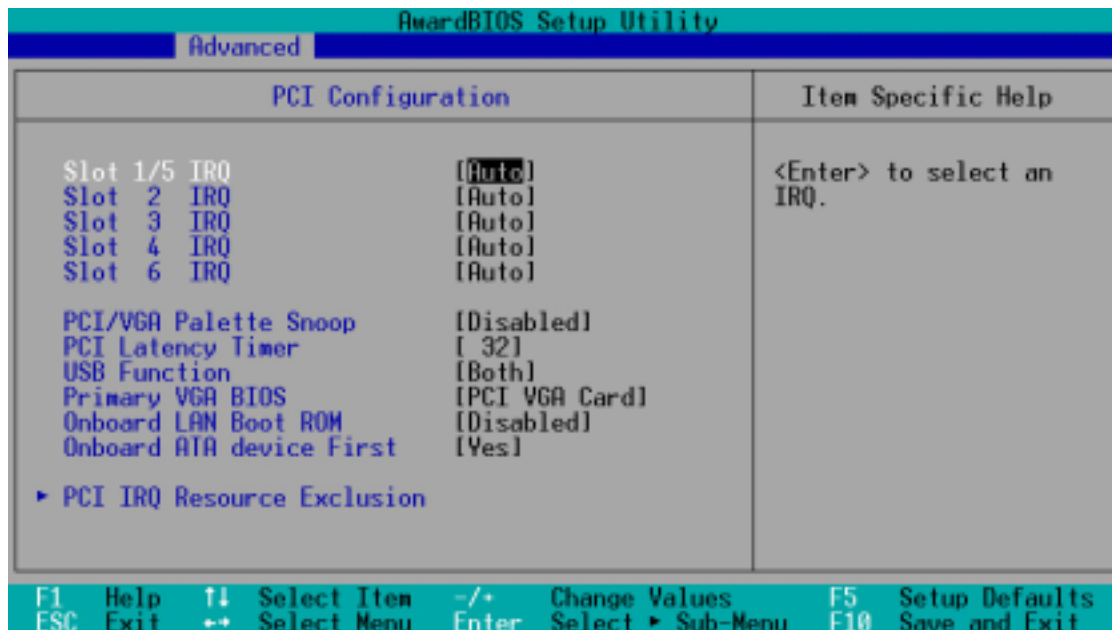 AwardBIOS Setup Utility
Advanced
PCI Configuration
Item Specific Help
Slot 1/5 IRQ [Auto]
Slot 2 IRQ [Auto]
Slot 3 IRQ [Auto]
Slot 4 IRQ [Auto]
Slot 6 IRQ [Auto]
PCI/VGA Palette Snoop [Disabled]
PCI Latency Timer [ 32]
USB Function [Both]
Primary VGA BIOS [PCI VGA Card]
Onboard LAN Boot ROM [Disabled]
Onboard ATA device First [Yes]
▸ PCI IRQ Resource Exclusion
<Enter> to select an
IRQ.
F1 Help ↑↓ Select Item -/+ Change Values F5 Setup Defaults
ESC Exit ←→ Select Menu Enter Select ▸ Sub-Menu F10 Save and Exit